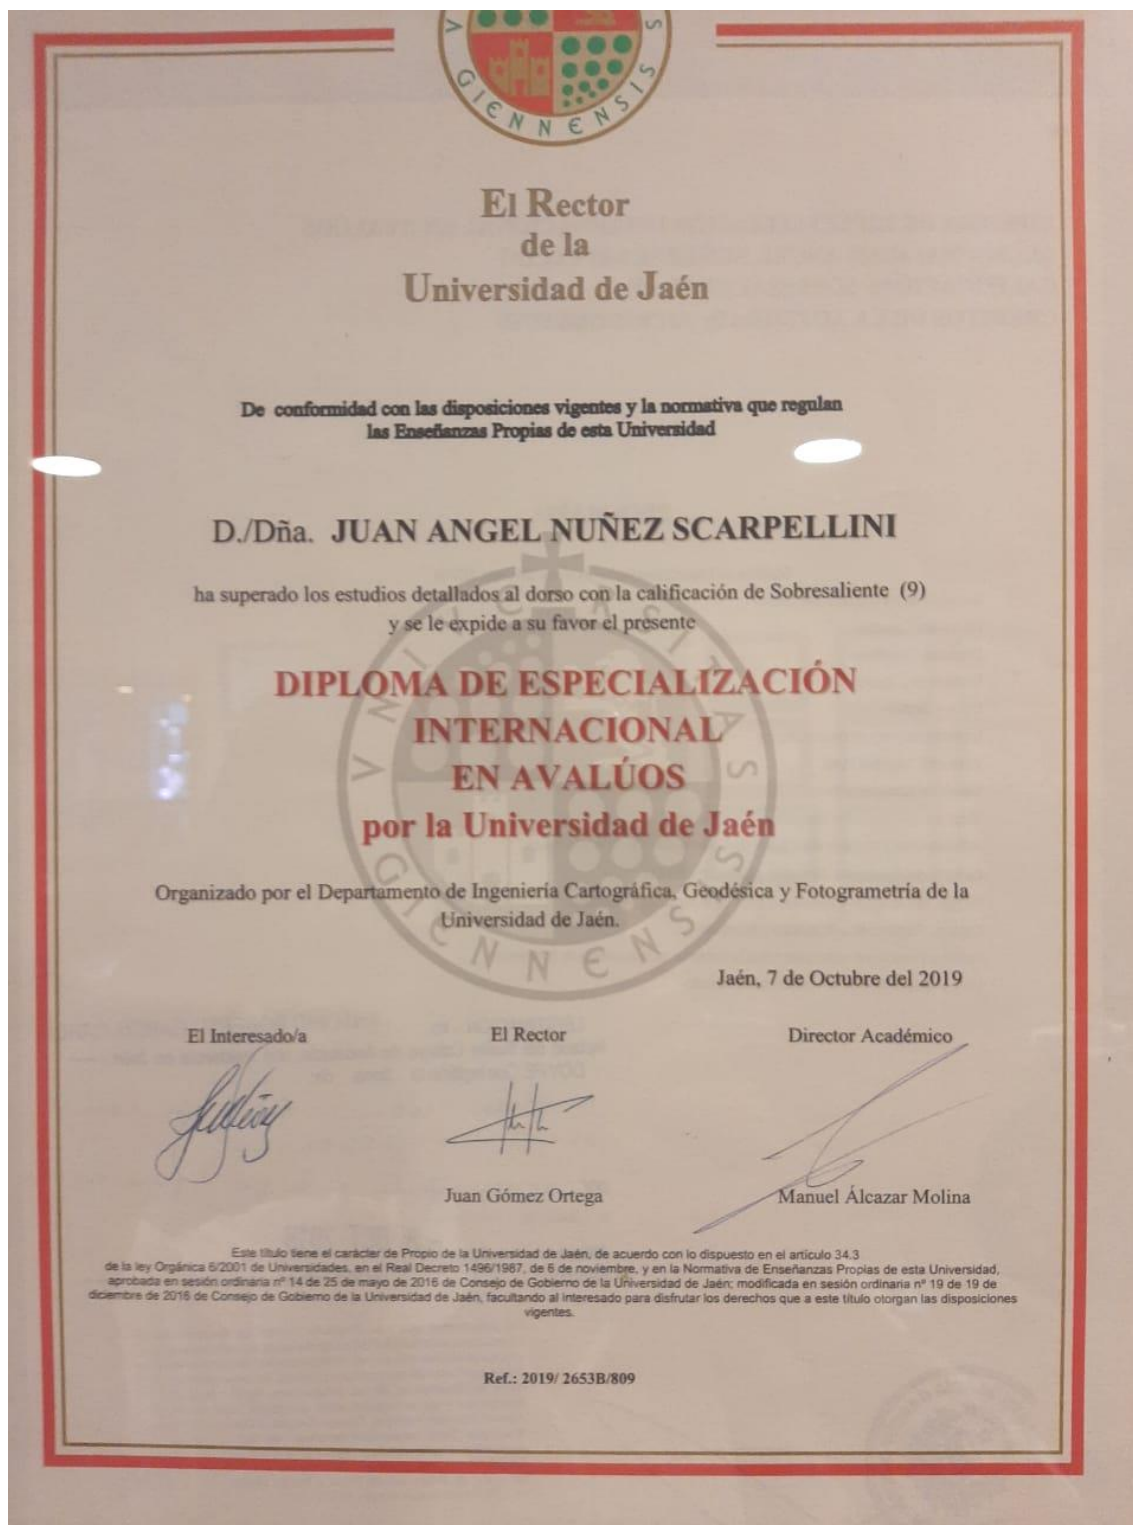 V GIENNENSIS
El Rector
de la
Universidad de Jaén
De conformidad con las disposiciones vigentes y la normativa que regulan
las Enseñanzas Propias de esta Universidad
D./Dña. JUAN ANGEL NUÑEZ SCARPELLINI
ha superado los estudios detallados al dorso con la calificación de Sobresaliente (9)
y se le expide a su favor el presente
DIPLOMA DE ESPECIALIZACIÓN
INTERNACIONAL
EN AVALÚOS
por la Universidad de Jaén
VNIVERSITAS GIENNENSIS
Organizado por el Departamento de Ingeniería Cartográfica, Geodésica y Fotogrametría de la
Universidad de Jaén.
Jaén, 7 de Octubre del 2019
El Interesado/a El Rector Director Académico
Juan Gómez Ortega Manuel Álcazar Molina
Este título tiene el carácter de Propio de la Universidad de Jaén, de acuerdo con lo dispuesto en el artículo 34.3
de la ley Orgánica 6/2001 de Universidades, en el Real Decreto 1496/1987, de 6 de noviembre, y en la Normativa de Enseñanzas Propias de esta Universidad,
aprobada en sesión ordinaria nº 14 de 25 de mayo de 2016 de Consejo de Gobierno de la Universidad de Jaén; modificada en sesión ordinaria nº 19 de 19 de
diciembre de 2016 de Consejo de Gobierno de la Universidad de Jaén, facultando al interesado para disfrutar los derechos que a este título otorgan las disposiciones
vigentes.
Ref.: 2019/ 2653B/809